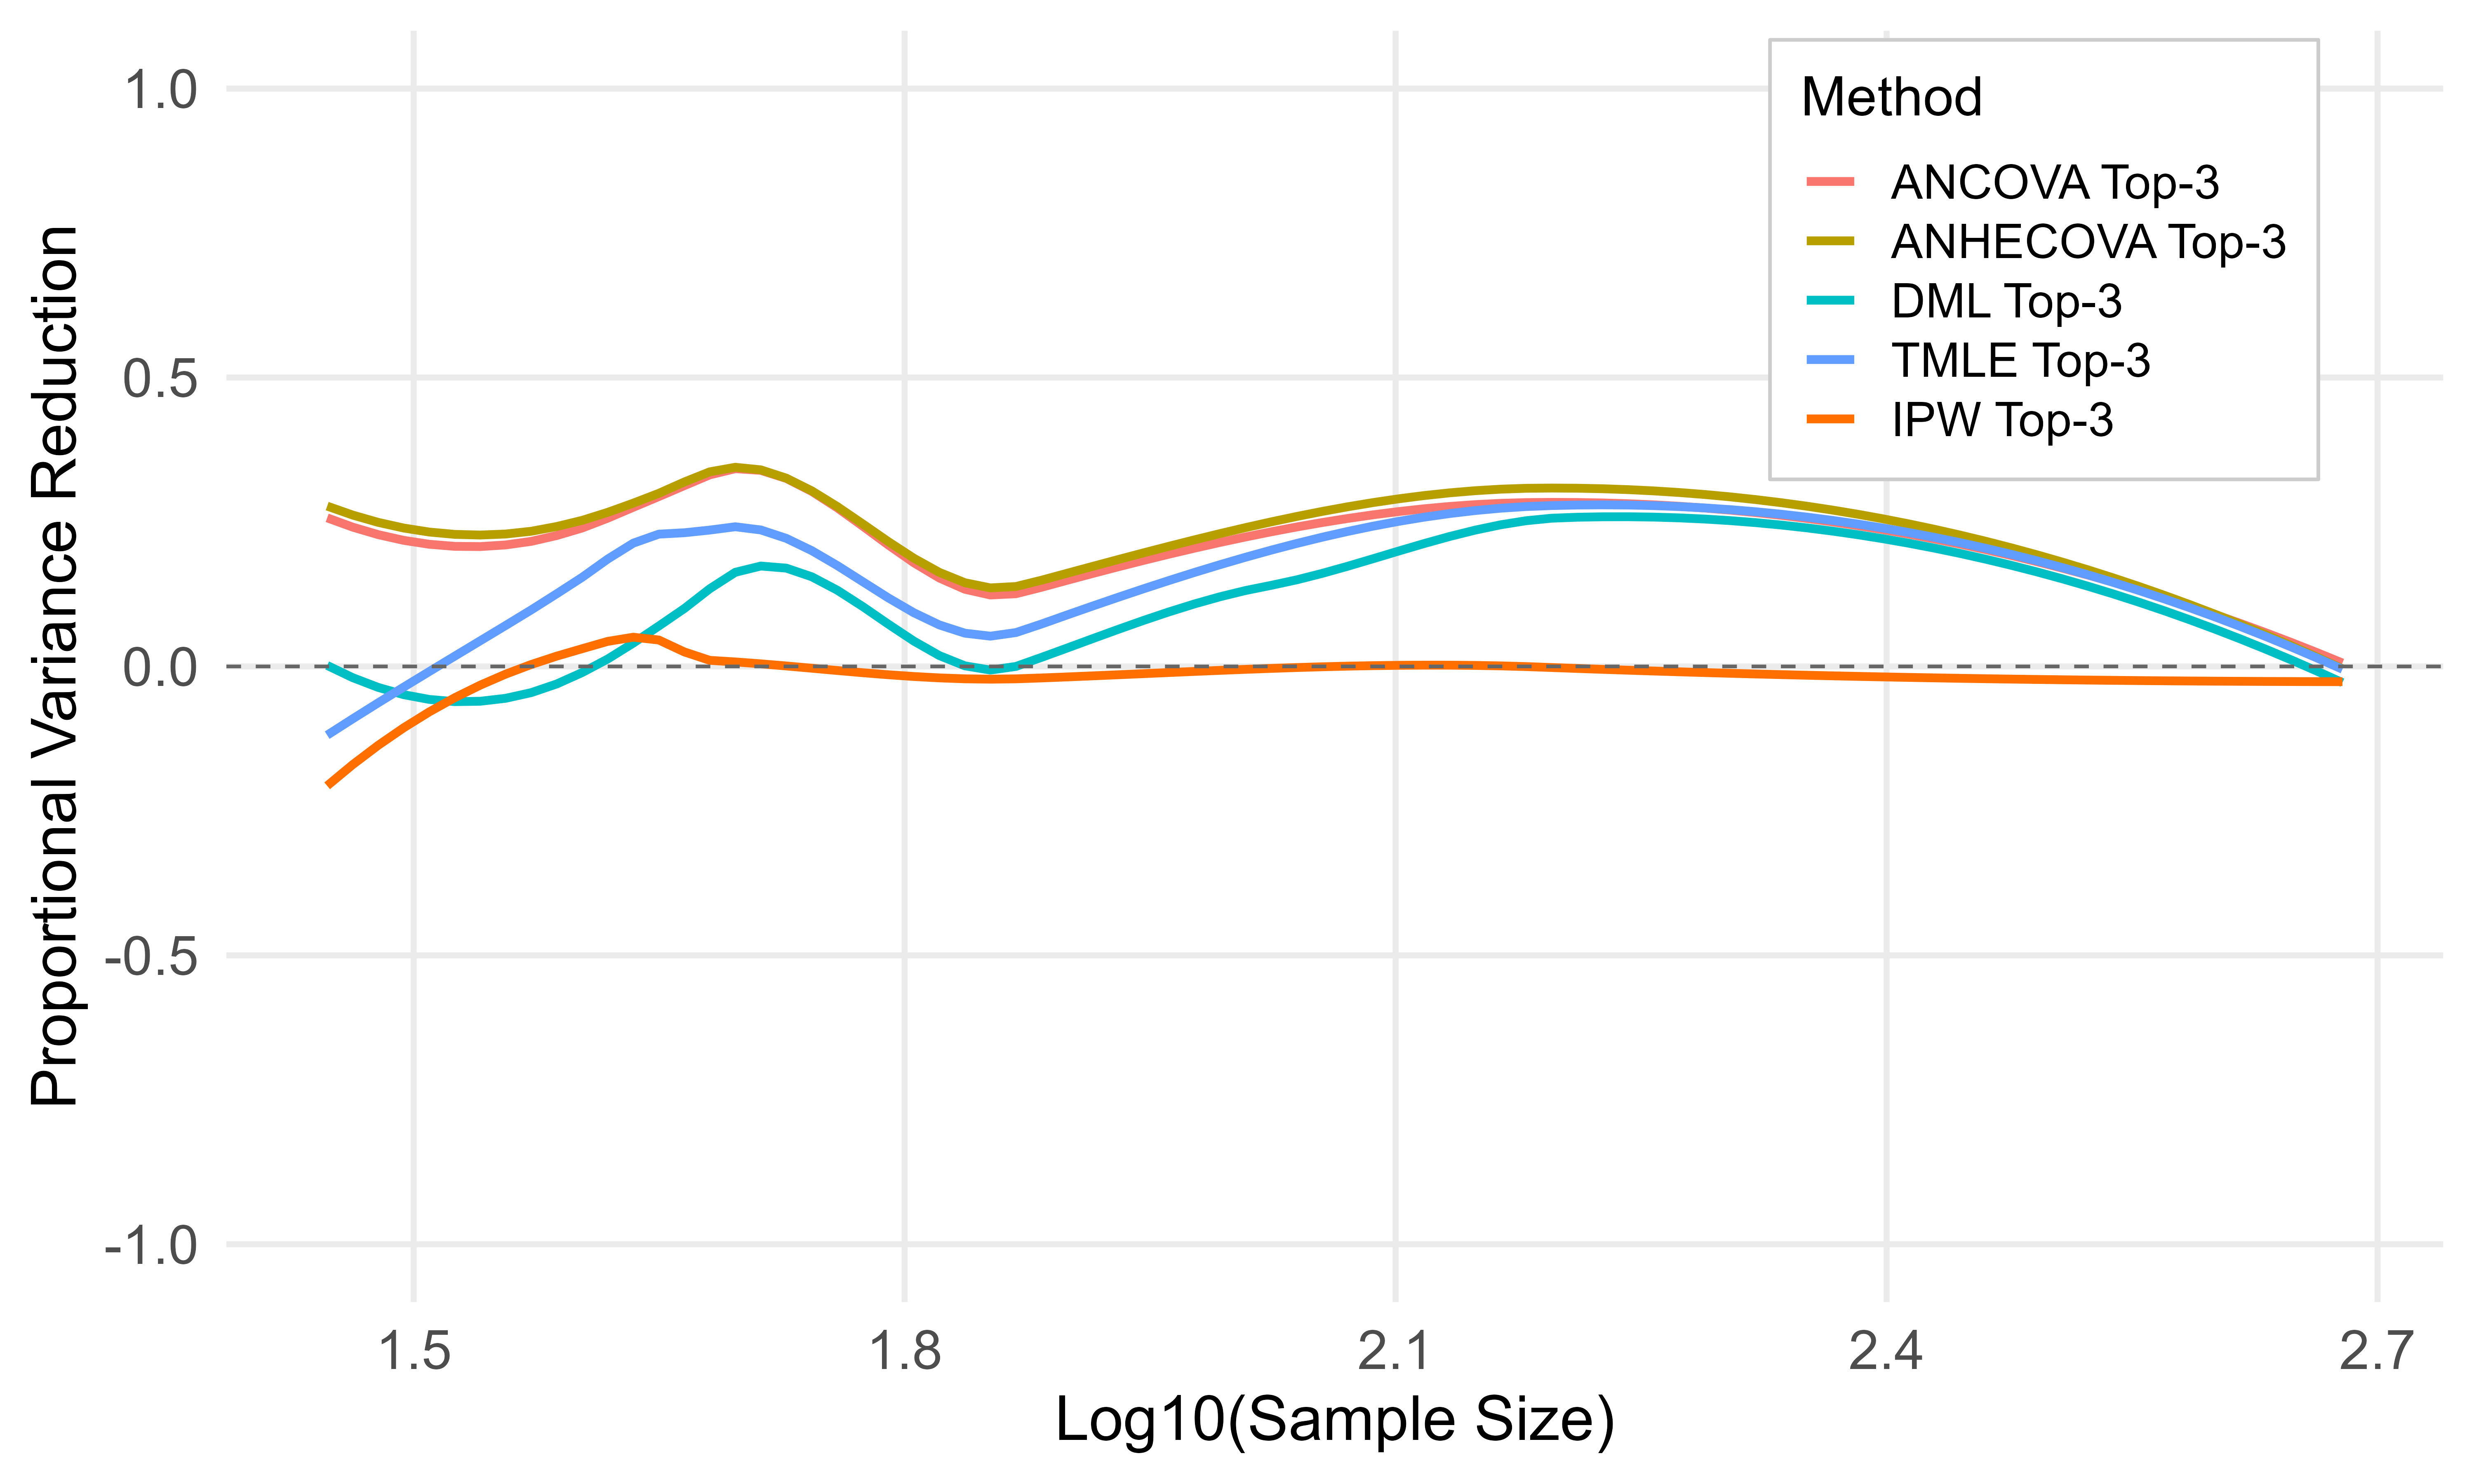 Method
ANCOVA Top-3
ANHECOVA Top-3
DML Top-3
TMLE Top-3
IPW Top-3
Proportional Variance Reduction
1.0
0.5
0.0
-0.5
-1.0
1.5
1.8
2.1
2.4
2.7
Log10(Sample Size)